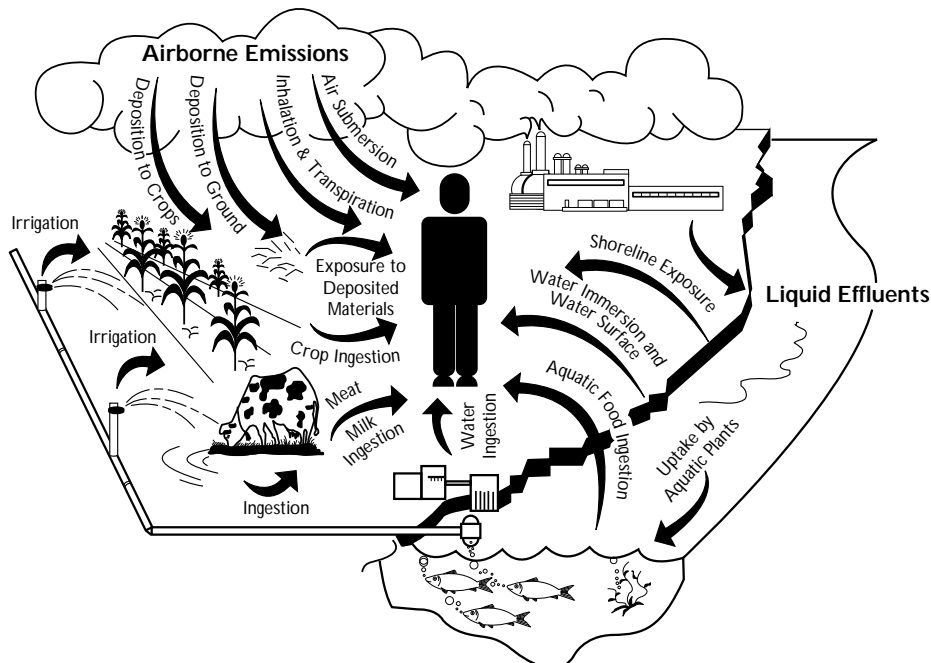 Airborne Emissions
Deposition to Crops
Deposition to Ground
Inhalation & Transpiration
Air Submersion
Irrigation
Exposure to
Deposited
Materials
Shoreline Exposure
Water Immersion and
Water Surface
Liquid Effluents
Irrigation
Crop Ingestion
Meat
Milk
Ingestion
Water
Ingestion
Aquatic Food Ingestion
Uptake by
Aquatic Plants
Ingestion